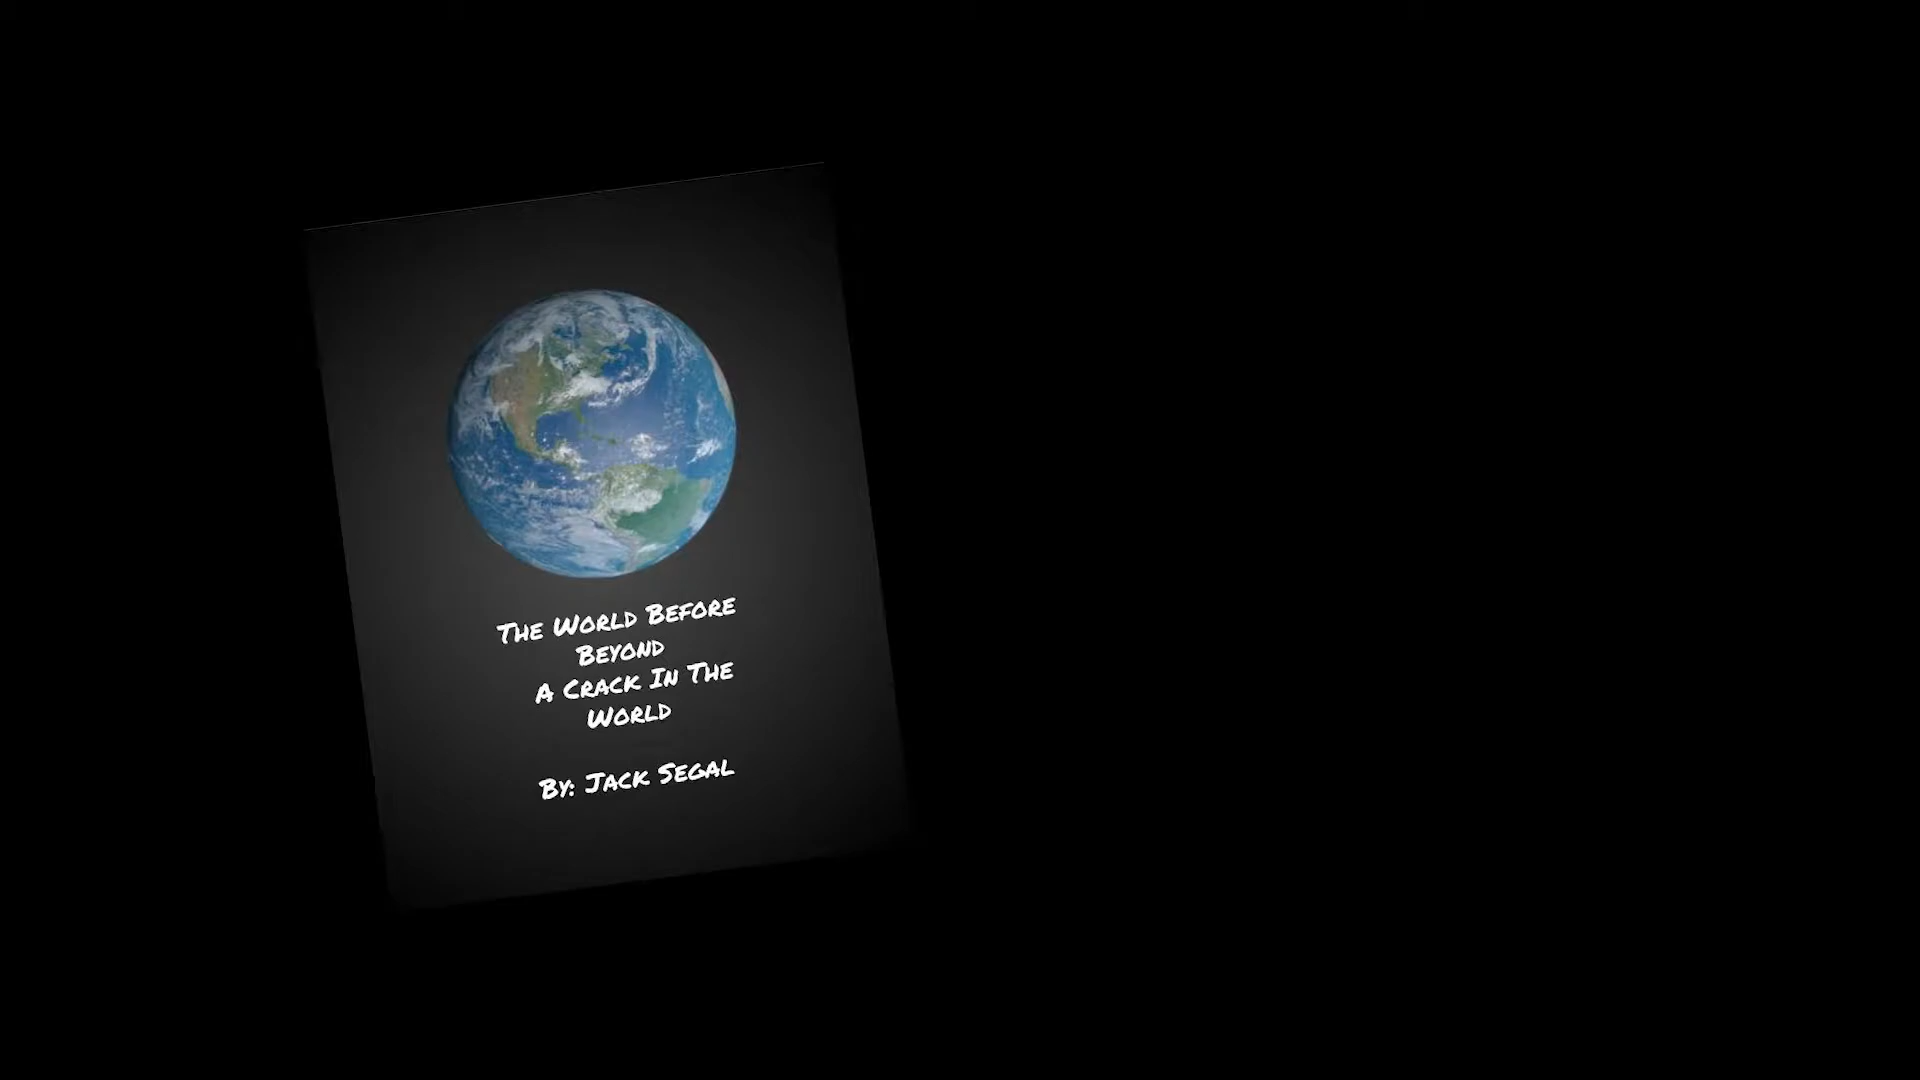 The World Before
Beyond
A Crack In The
World
By: Jack Segal